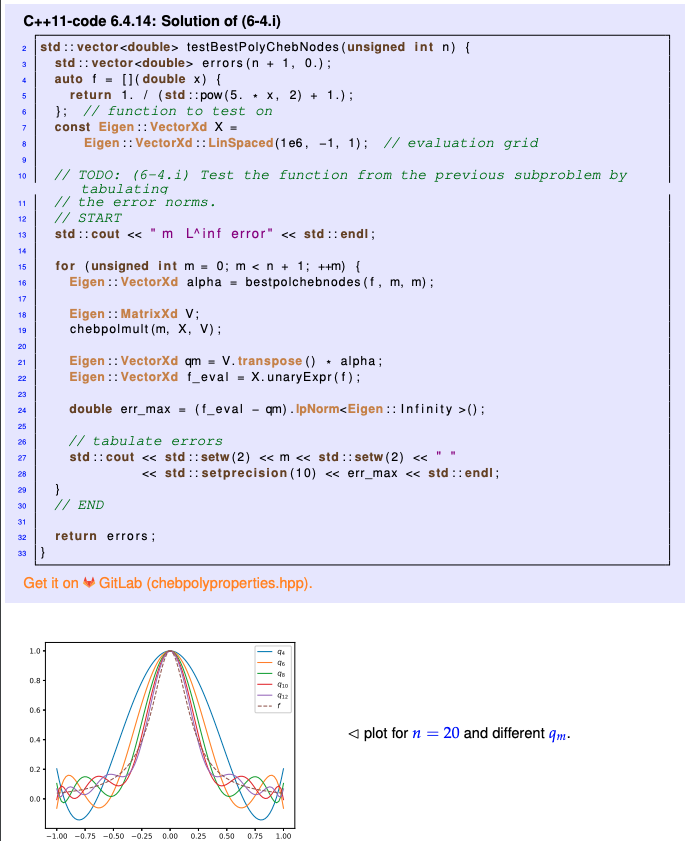 C++11-code 6.4.14: Solution of (6-4.i)
2 std::vector<double> testBestPolyChebNodes(unsigned int n) {
3 std::vector<double> errors(n + 1, 0.);
4 auto f = [](double x) {
5 return 1. / (std::pow(5. * x, 2) + 1.);
6 }; // function to test on
7 const Eigen::VectorXd X =
8 Eigen::VectorXd::LinSpaced(1e6, -1, 1); // evaluation grid
9
10 // TODO: (6-4.i) Test the function from the previous subproblem by
tabulating
11 // the error norms.
12 // START
13 std::cout << " m L^inf error" << std::endl;
14
15 for (unsigned int m = 0; m < n + 1; ++m) {
16 Eigen::VectorXd alpha = bestpolchebnodes(f, m, m);
17
18 Eigen::MatrixXd V;
19 chebpolmult(m, X, V);
20
21 Eigen::VectorXd qm = V.transpose() * alpha;
22 Eigen::VectorXd f_eval = X.unaryExpr(f);
23
24 double err_max = (f_eval - qm).lpNorm<Eigen::Infinity>();
25
26 // tabulate errors
27 std::cout << std::setw(2) << m << std::setw(2) << " "
28 << std::setprecision(10) << err_max << std::endl;
29 }
30 // END
31
32 return errors;
33 }
Get it on GitLab (chebpolyproperties.hpp).
1.0
0.8
0.6
0.4
0.2
0.0
−1.00 −0.75 −0.50 −0.25 0.00 0.25 0.50 0.75 1.00
q4
q6
q8
q10
q12
f
◁ plot for n = 20 and different qm.